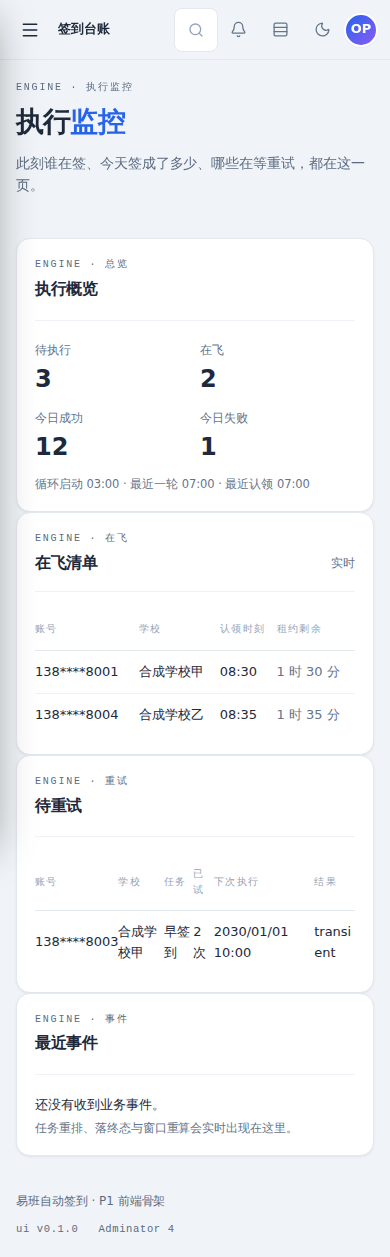 签到台账
OP
ENGINE · 执行监控
执行监控
此刻谁在签、今天签成了多少、哪些在等重试，都在这一
页。
ENGINE · 总览
执行概览
待执行 在飞
3 2
今日成功 今日失败
12 1
循环启动 03:00 · 最近一轮 07:00 · 最近认领 07:00
ENGINE · 在飞
在飞清单 实时
账号 学校 认领时刻 租约剩余
138****8001 合成学校甲 08:30 1 时 30 分
138****8004 合成学校乙 08:35 1 时 35 分
ENGINE · 重试
待重试
账号 学校 任务 已试 下次执行 结果
138****8003 合成学校甲 早签到 2次 2030/01/01 10:00 transient
ENGINE · 事件
最近事件
还没有收到业务事件。
任务重排、落终态与窗口重算会实时出现在这里。
易班自动签到 · P1 前端骨架
ui v0.1.0 Adminator 4